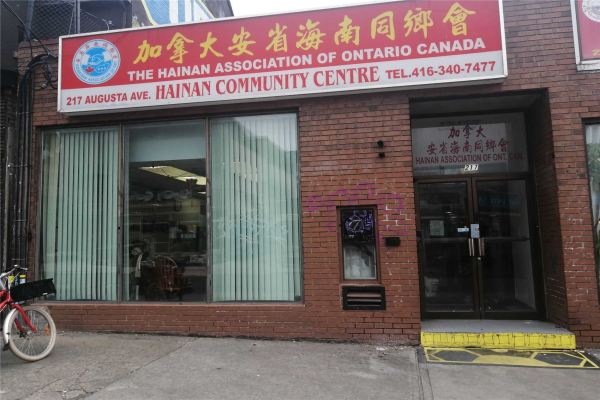 加拿大安省海南同鄉會
THE HAINAN ASSOCIATION OF ONTARIO CANADA
217 AUGUSTA AVE. HAINAN COMMUNITY CENTRE TEL.416-340-7477
加拿大
安省海南同鄉會
HAINAN ASSOCIATION OF ONT. CAN.
217